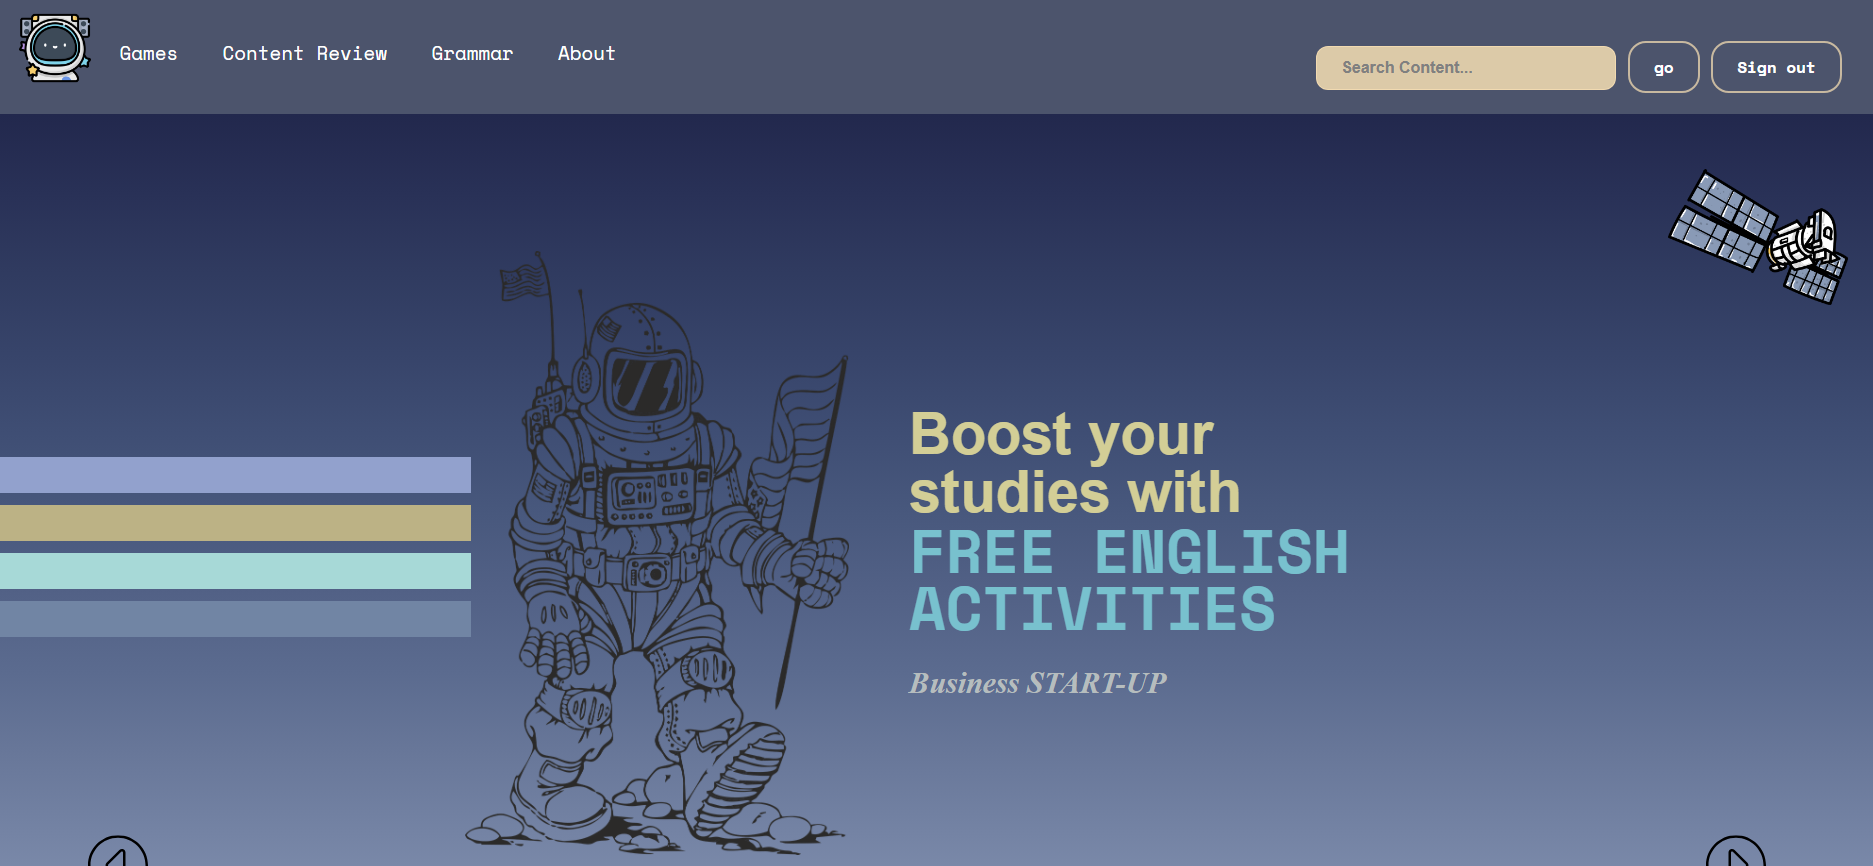 Games Content Review Grammar About Search Content... go Sign out
Boost your
studies with
FREE ENGLISH
ACTIVITIES
Business START-UP